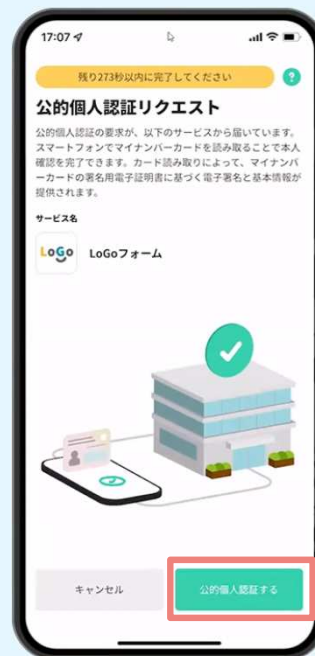 17:07
残り273秒以内に完了してください
?
公的個人認証リクエスト
公的個人認証の要求が、以下のサービスから届いています。
スマートフォンでマイナンバーカードを読み取ることで本人
確認を完了できます。カード読み取りによって、マイナンバ
ーカードの署名用電子証明書に基づく電子署名と基本情報が
提供されます。
サービス名
LoGo
LoGoフォーム
キャンセル
公的個人認証する